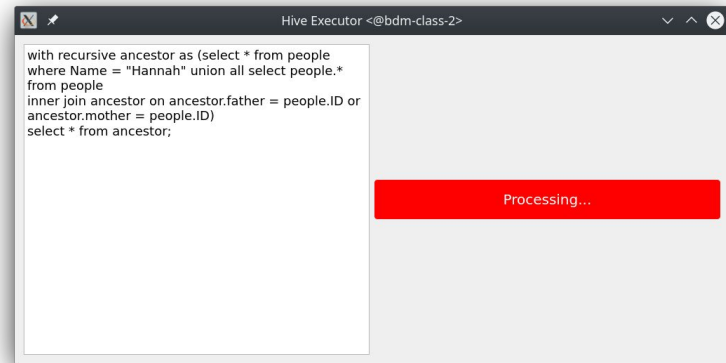 Hive Executor <@bdm-class-2>
with recursive ancestor as (select * from people
where Name = "Hannah" union all select people.*
from people
inner join ancestor on ancestor.father = people.ID or
ancestor.mother = people.ID)
select * from ancestor;
Processing...